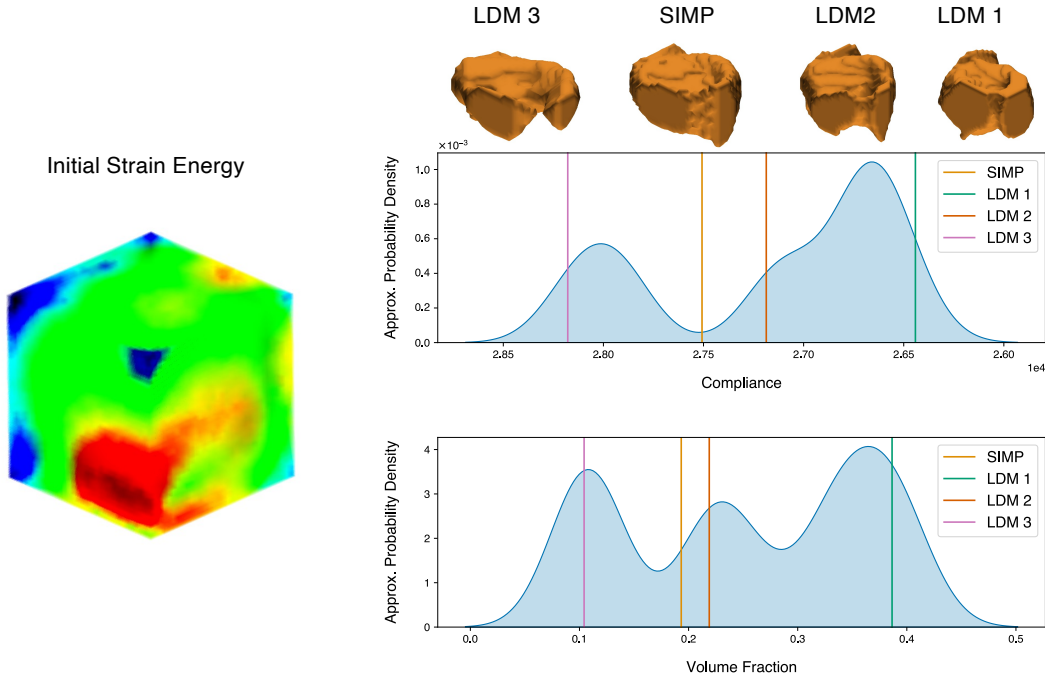 LDM 3 SIMP LDM2 LDM 1
Initial Strain Energy
×10⁻³
1.0
0.8
0.6
0.4
0.2
0.0
Approx. Probability Density
SIMP
LDM 1
LDM 2
LDM 3
2.85 2.80 2.75 2.70 2.65 2.60
1e4
Compliance
4
3
2
1
0
Approx. Probability Density
SIMP
LDM 1
LDM 2
LDM 3
0.0 0.1 0.2 0.3 0.4 0.5
Volume Fraction